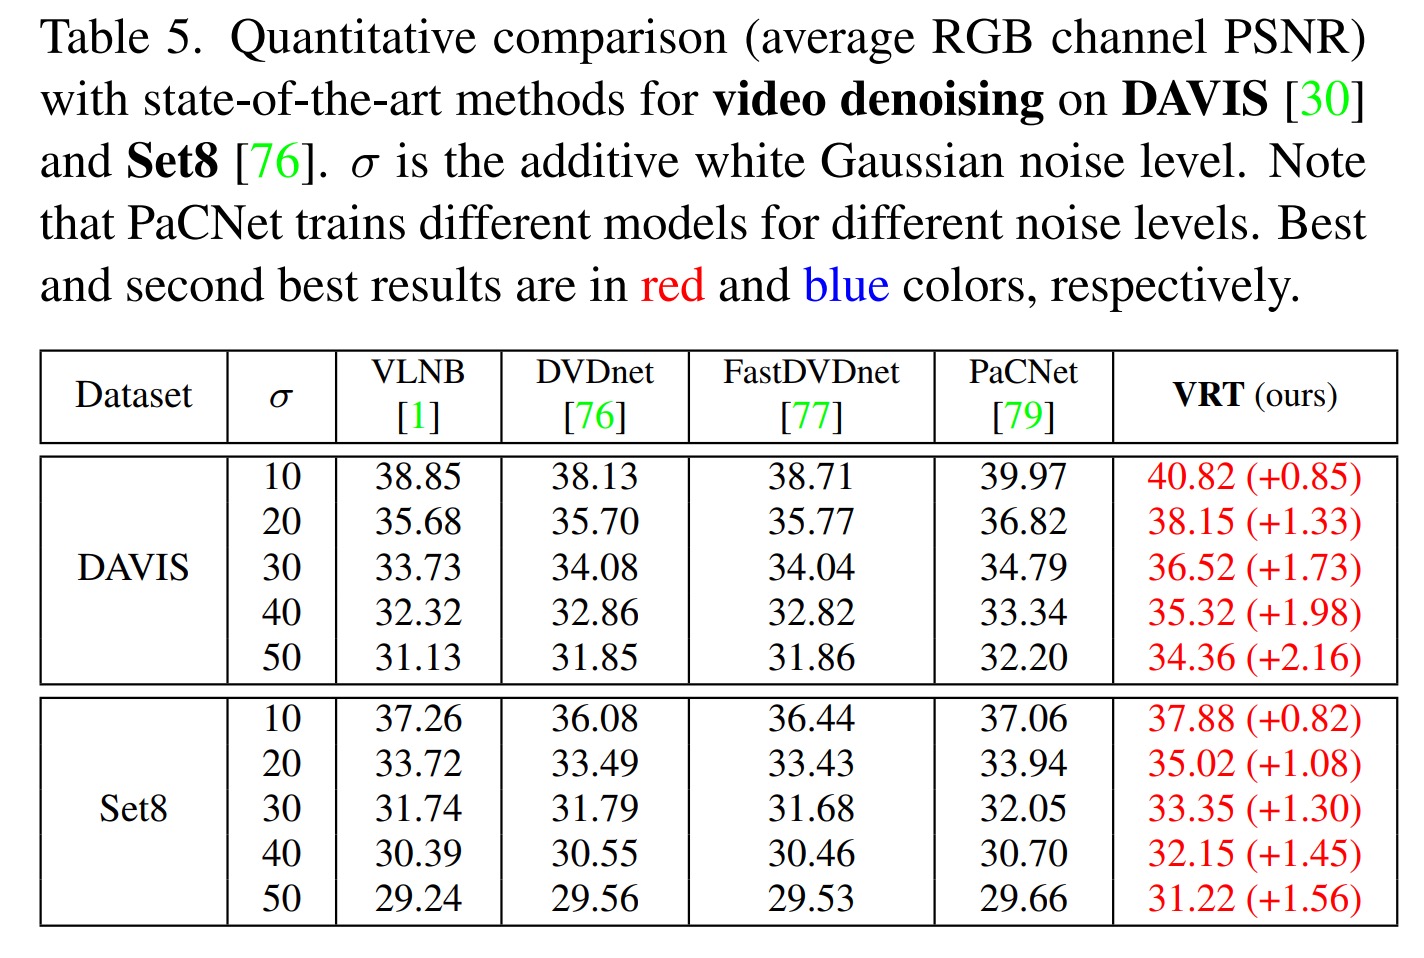 Table 5. Quantitative comparison (average RGB channel PSNR)
with state-of-the-art methods for video denoising on DAVIS [30]
and Set8 [76]. σ is the additive white Gaussian noise level. Note
that PaCNet trains different models for different noise levels. Best
and second best results are in red and blue colors, respectively.
Dataset σ VLNB [1] DVDnet [76] FastDVDnet [77] PaCNet [79] VRT (ours)
DAVIS
10 38.85 38.13 38.71 39.97 40.82 (+0.85)
20 35.68 35.70 35.77 36.82 38.15 (+1.33)
30 33.73 34.08 34.04 34.79 36.52 (+1.73)
40 32.32 32.86 32.82 33.34 35.32 (+1.98)
50 31.13 31.85 31.86 32.20 34.36 (+2.16)
Set8
10 37.26 36.08 36.44 37.06 37.88 (+0.82)
20 33.72 33.49 33.43 33.94 35.02 (+1.08)
30 31.74 31.79 31.68 32.05 33.35 (+1.30)
40 30.39 30.55 30.46 30.70 32.15 (+1.45)
50 29.24 29.56 29.53 29.66 31.22 (+1.56)